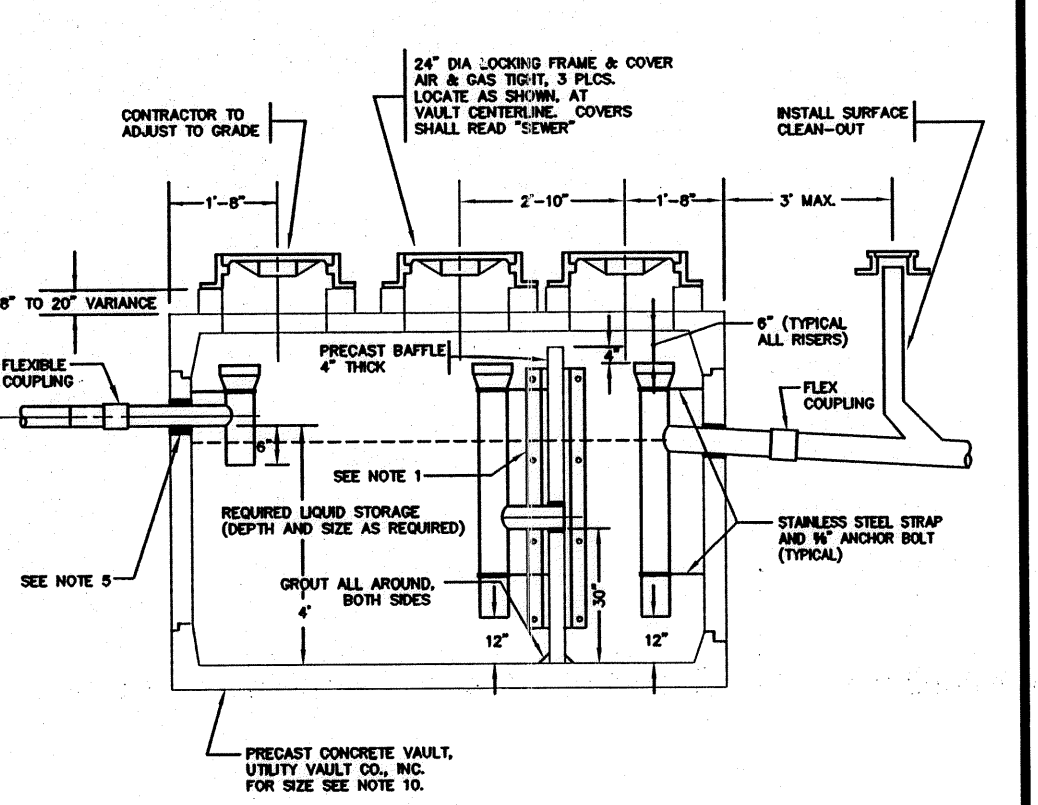 24" DIA LOCKING FRAME & COVER
AIR & GAS TIGHT, 3 PLCS.
LOCATE AS SHOWN, AT
VAULT CENTERLINE. COVERS
SHALL READ "SEWER"
CONTRACTOR TO
ADJUST TO GRADE
INSTALL SURFACE
CLEAN-OUT
1'-8"
2'-10"
1'-8"
3' MAX.
8" TO 20" VARIANCE
FLEXIBLE
COUPLING
PRECAST BAFFLE
4" THICK
4"
6" (TYPICAL
ALL RISERS)
FLEX
COUPLING
6"
SEE NOTE 1
REQUIRED LIQUID STORAGE
(DEPTH AND SIZE AS REQUIRED)
STAINLESS STEEL STRAP
AND ANCHOR BOLT
(TYPICAL)
SEE NOTE 5
GROUT ALL AROUND,
BOTH SIDES
4'
30"
12"
12"
PRECAST CONCRETE VAULT,
UTILITY VAULT CO., INC.
FOR SIZE SEE NOTE 10.